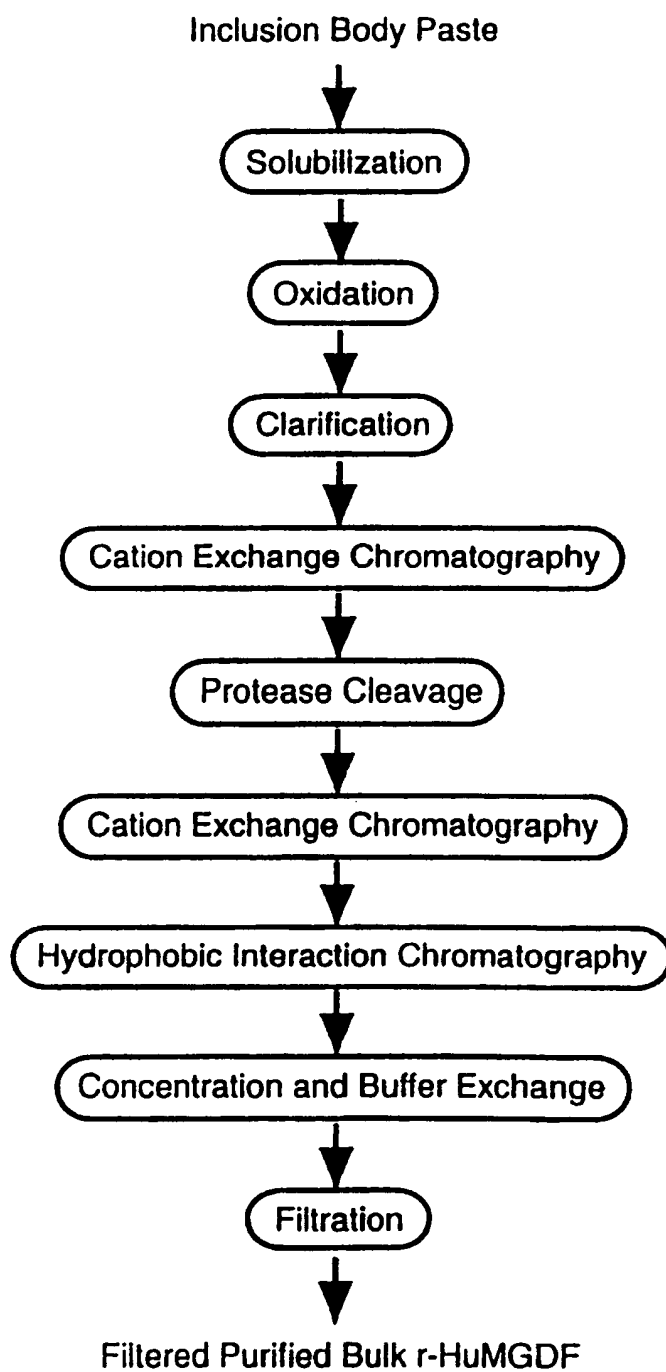 Inclusion Body Paste
Solubilization
Oxidation
Clarification
Cation Exchange Chromatography
Protease Cleavage
Cation Exchange Chromatography
Hydrophobic Interaction Chromatography
Concentration and Buffer Exchange
Filtration
Filtered Purified Bulk r-HuMGDF